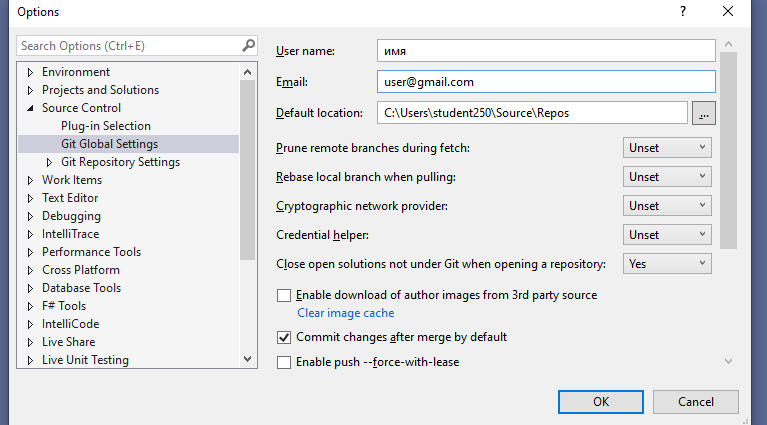 Options
?
Search Options (Ctrl+E)
Environment
Projects and Solutions
Source Control
Plug-in Selection
Git Global Settings
Git Repository Settings
Work Items
Text Editor
Debugging
IntelliTrace
Performance Tools
Cross Platform
Database Tools
F# Tools
IntelliCode
Live Share
Live Unit Testing
User name: имя
Email: user@gmail.com
Default location: C:\Users\student250\Source\Repos ...
Prune remote branches during fetch: Unset
Rebase local branch when pulling: Unset
Cryptographic network provider: Unset
Credential helper: Unset
Close open solutions not under Git when opening a repository: Yes
Enable download of author images from 3rd party source
Clear image cache
Commit changes after merge by default
Enable push --force-with-lease
OK Cancel